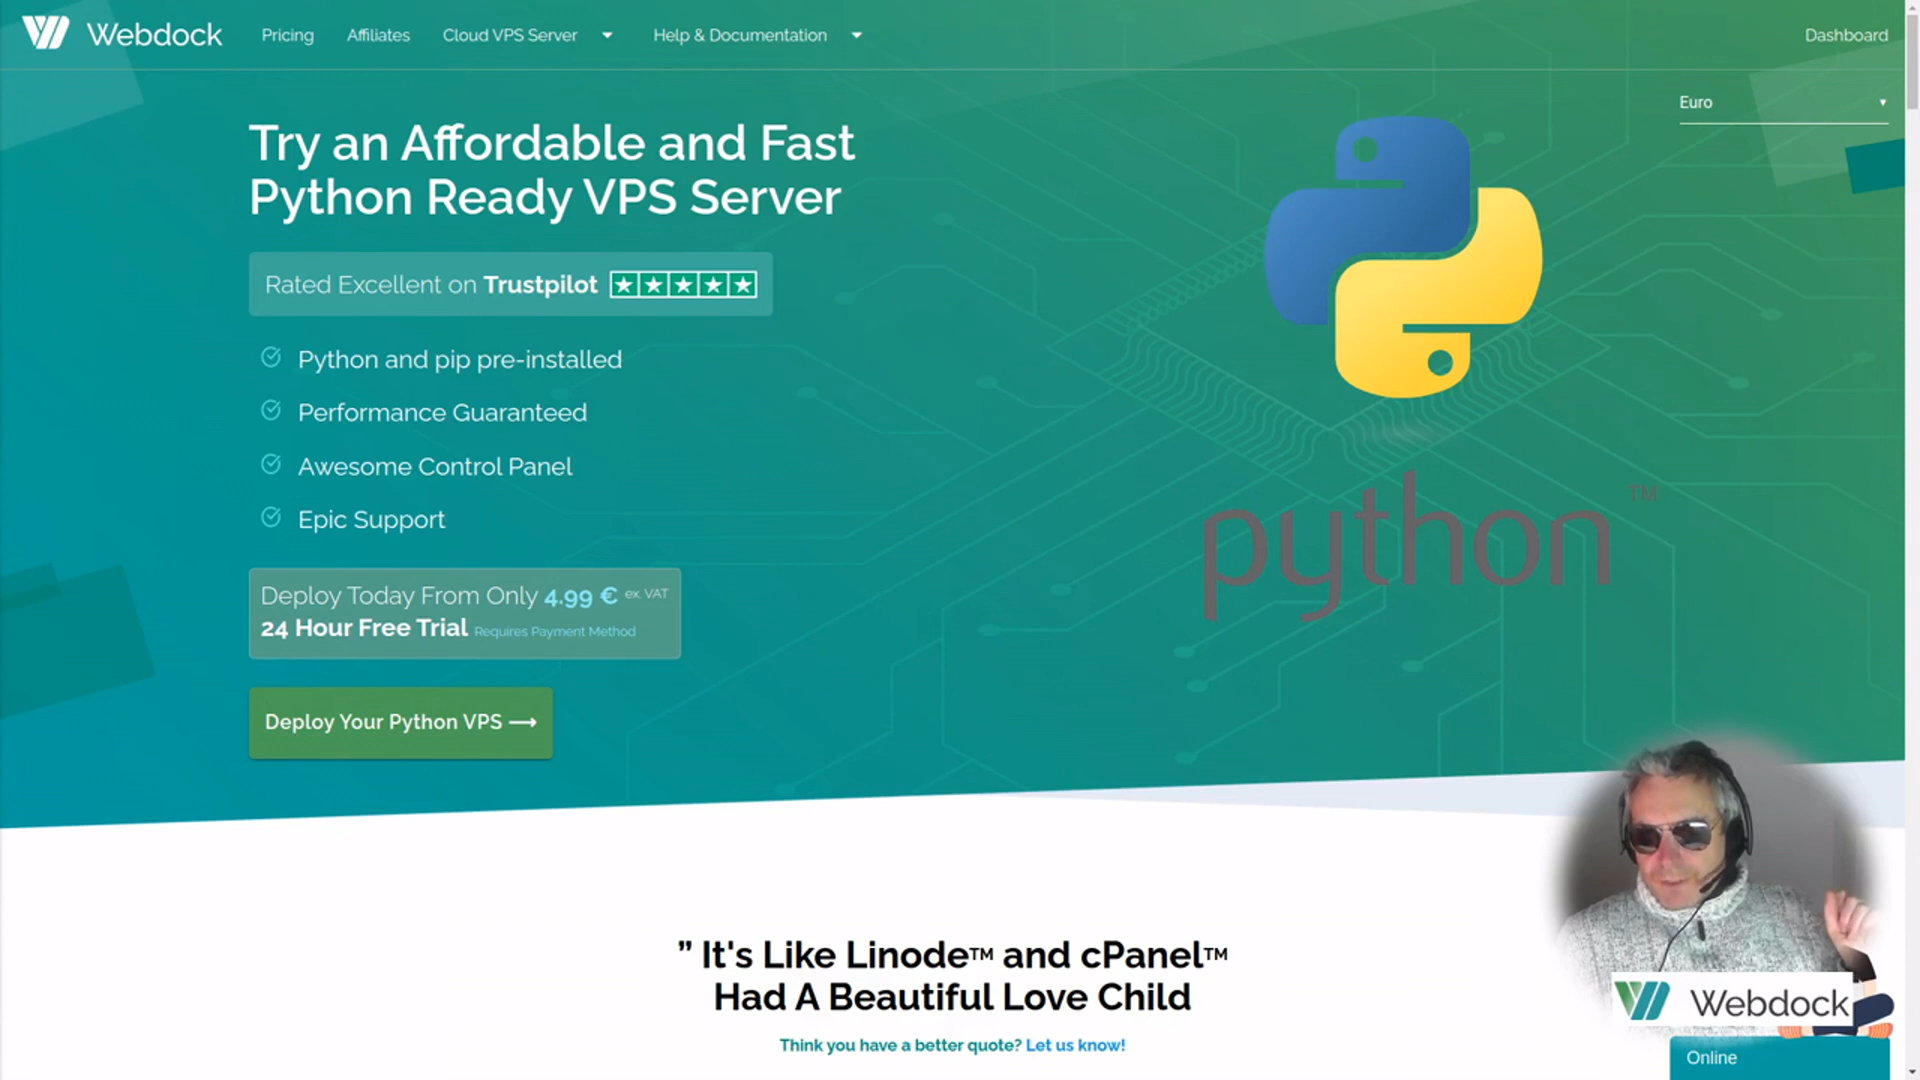 Webdock
Pricing
Affiliates
Cloud VPS Server
Help & Documentation
Dashboard
Euro
Try an Affordable and Fast
Python Ready VPS Server
Rated Excellent on Trustpilot
Python and pip pre-installed
Performance Guaranteed
Awesome Control Panel
Epic Support
Deploy Today From Only 4.99 € ex. VAT
24 Hour Free Trial Requires Payment Method
Deploy Your Python VPS ⟶
python TM
" It's Like Linode™ and cPanel™
Had A Beautiful Love Child
Think you have a better quote? Let us know!
Webdock
Online